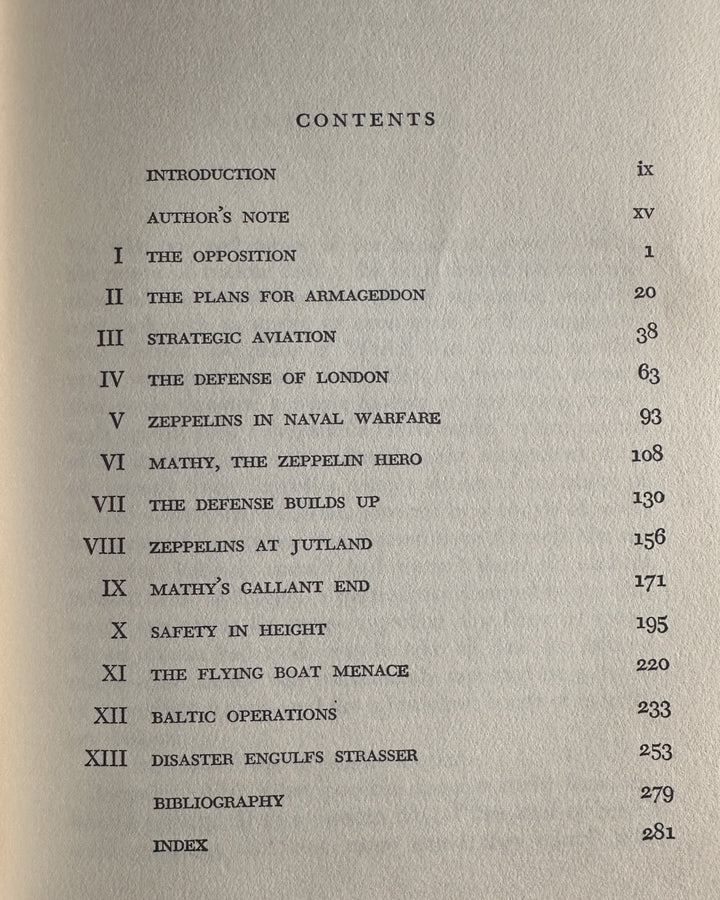 CONTENTS
INTRODUCTION ix
AUTHOR'S NOTE xv
I THE OPPOSITION 1
II THE PLANS FOR ARMAGEDDON 20
III STRATEGIC AVIATION 38
IV THE DEFENSE OF LONDON 63
V ZEPPELINS IN NAVAL WARFARE 93
VI MATHY, THE ZEPPELIN HERO 108
VII THE DEFENSE BUILDS UP 130
VIII ZEPPELINS AT JUTLAND 156
IX MATHY'S GALLANT END 171
X SAFETY IN HEIGHT 195
XI THE FLYING BOAT MENACE 220
XII BALTIC OPERATIONS 233
XIII DISASTER ENGULFS STRASSER 253
BIBLIOGRAPHY 279
INDEX 281